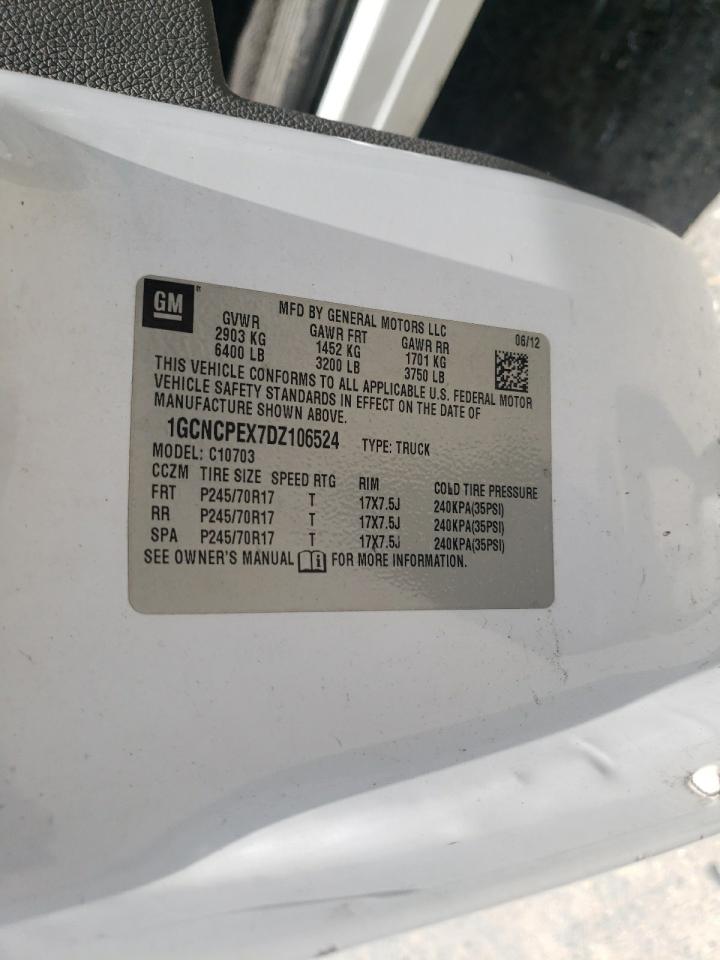 GM
MFD BY GENERAL MOTORS LLC 06/12
GVWR GAWR FRT GAWR RR
2903 KG 1452 KG 1701 KG
6400 LB 3200 LB 3750 LB
THIS VEHICLE CONFORMS TO ALL APPLICABLE U.S. FEDERAL MOTOR
VEHICLE SAFETY STANDARDS IN EFFECT ON THE DATE OF
MANUFACTURE SHOWN ABOVE.
1GCNCPEX7DZ106524 TYPE: TRUCK
MODEL: C10703
CCZM TIRE SIZE SPEED RTG RIM COLD TIRE PRESSURE
FRT P245/70R17 T 17X7.5J 240KPA(35PSI)
RR P245/70R17 T 17X7.5J 240KPA(35PSI)
SPA P245/70R17 T 17X7.5J 240KPA(35PSI)
SEE OWNER'S MANUAL FOR MORE INFORMATION.